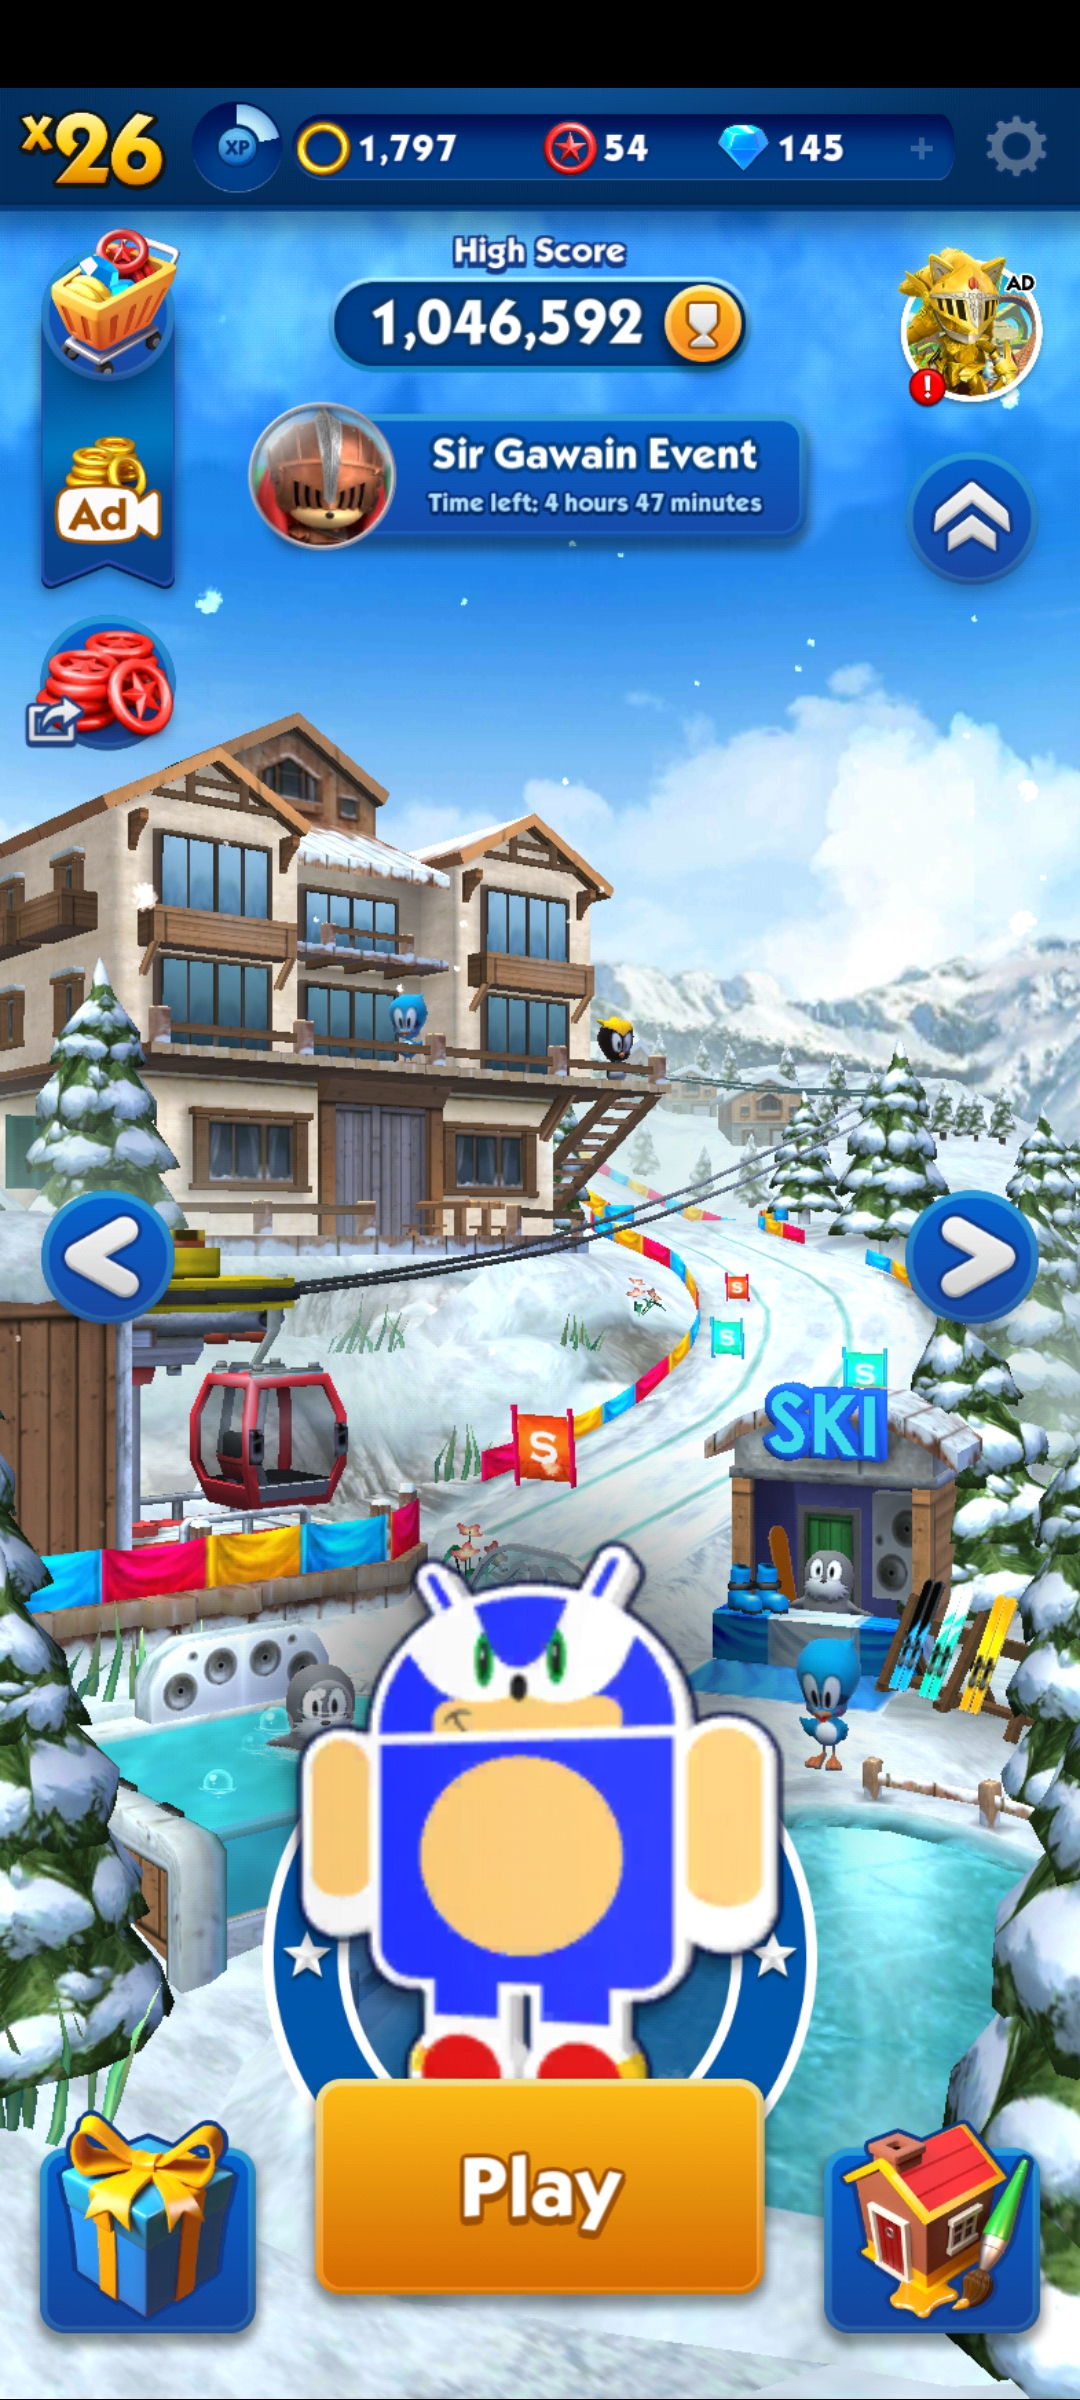 x26
XP
1,797
54
145
+
High Score
1,046,592
AD
!
Sir Gawain Event
Time left: 4 hours 47 minutes
Ad
S
S
S
SKI
S
Play